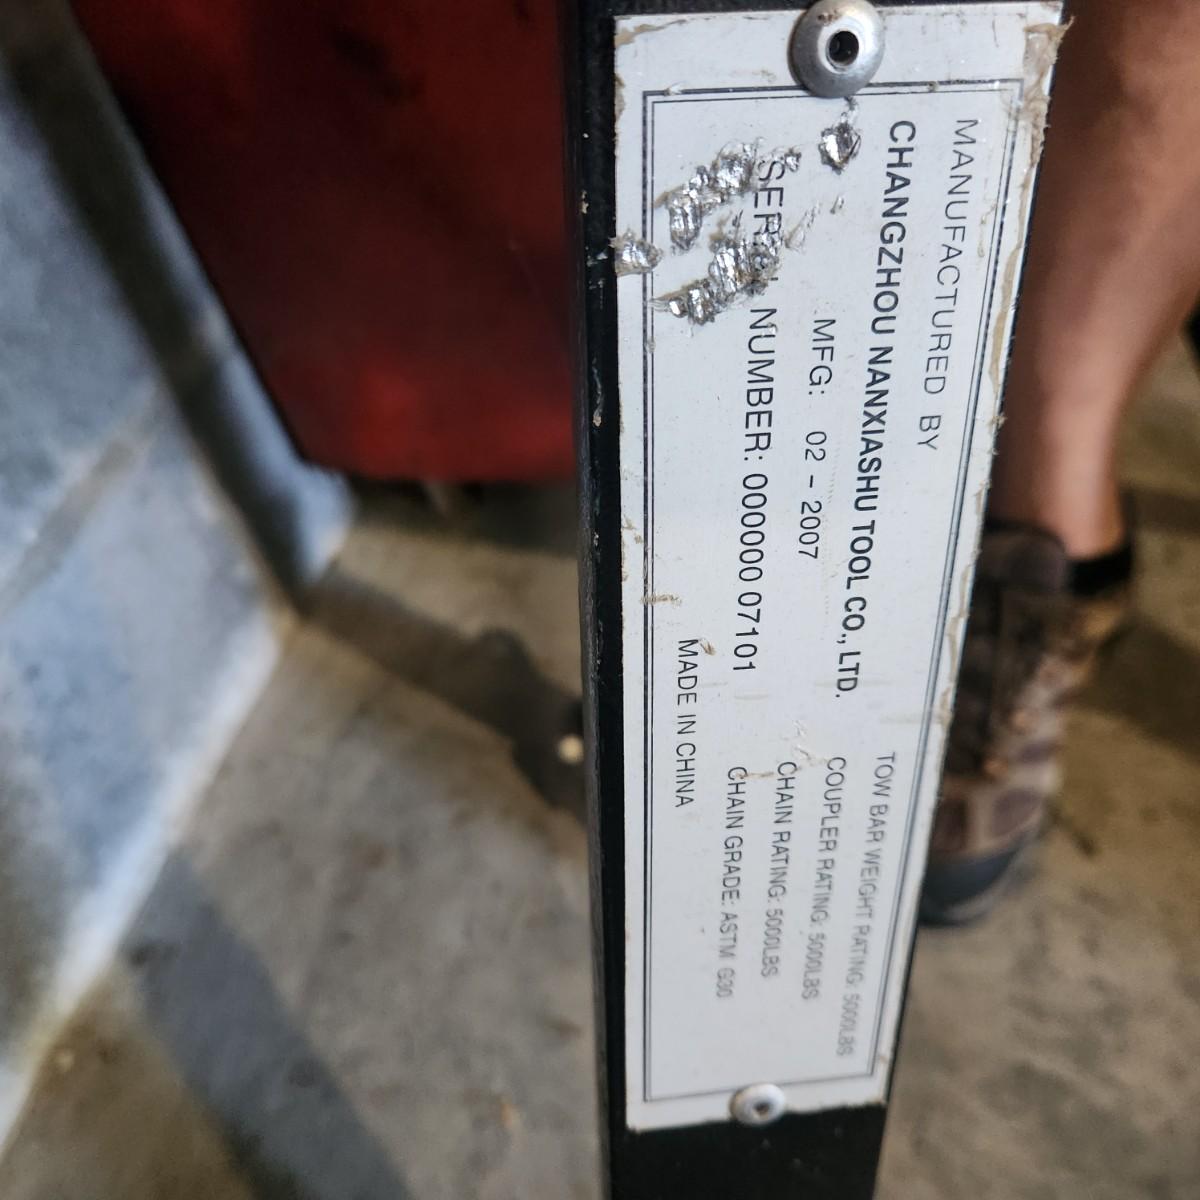 MANUFACTURED BY
CHANGZHOU NANXIASHU TOOL CO., LTD.
MFG: 02 - 2007
SERIAL NUMBER: 000000 07101
MADE IN CHINA
TOW BAR WEIGHT RATING: 5000LBS
COUPLER RATING: 5000LBS
CHAIN RATING: 5000LBS
CHAIN GRADE: ASTM G30